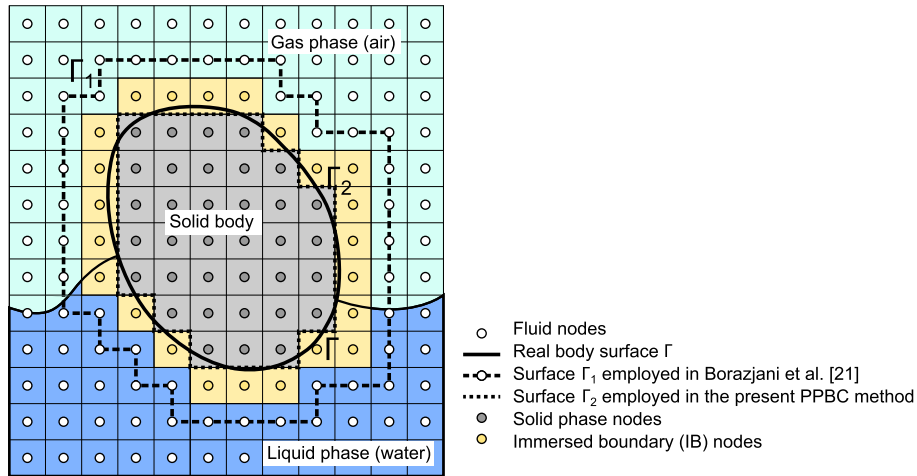 Gas phase (air)
Γ1
Γ2
Solid body
Γ
Liquid phase (water)
Fluid nodes
Real body surface Γ
Surface Γ1 employed in Borazjani et al. [21]
Surface Γ2 employed in the present PPBC method
Solid phase nodes
Immersed boundary (IB) nodes